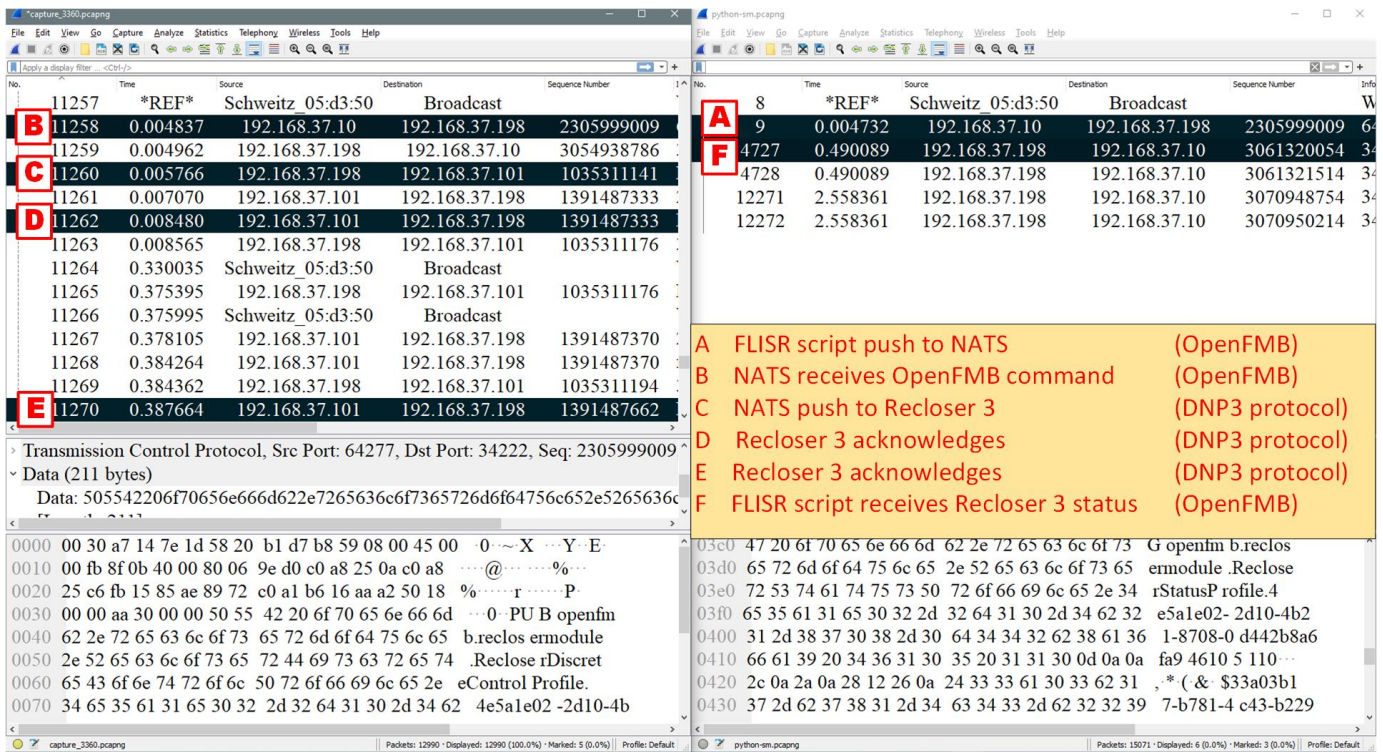 *capture_3360.pcapng
File Edit View Go Capture Analyze Statistics Telephony Wireless Tools Help
Apply a display filter ... <Ctrl-/>
No. Time Source Destination Sequence Number
11257 *REF* Schweitz_05:d3:50 Broadcast
B 11258 0.004837 192.168.37.10 192.168.37.198 2305999009
11259 0.004962 192.168.37.198 192.168.37.10 3054938786
C 11260 0.005766 192.168.37.198 192.168.37.101 1035311141
11261 0.007070 192.168.37.101 192.168.37.198 1391487333
D 11262 0.008480 192.168.37.101 192.168.37.198 1391487333
11263 0.008565 192.168.37.198 192.168.37.101 1035311176
11264 0.330035 Schweitz_05:d3:50 Broadcast
11265 0.375395 192.168.37.198 192.168.37.101 1035311176
11266 0.375995 Schweitz_05:d3:50 Broadcast
11267 0.378105 192.168.37.101 192.168.37.198 1391487370
11268 0.384264 192.168.37.101 192.168.37.198 1391487370
11269 0.384362 192.168.37.198 192.168.37.101 1035311194
E 11270 0.387664 192.168.37.101 192.168.37.198 1391487662
Transmission Control Protocol, Src Port: 64277, Dst Port: 34222, Seq: 2305999009
Data (211 bytes)
Data: 505542206f70656e666d622e7265636c6f7365726d6f64756c652e5265636c
0000 00 30 a7 14 7e 1d 58 20 b1 d7 b8 59 08 00 45 00 ·0··~·X ···Y··E·
0010 00 fb 8f 0b 40 00 80 06 9e d0 c0 a8 25 0a c0 a8 ····@··· ····%···
0020 25 c6 fb 15 85 ae 89 72 c0 a1 b6 16 aa a2 50 18 %······r ······P·
0030 00 00 aa 30 00 00 50 55 42 20 6f 70 65 6e 66 6d ···0··PU B openfm
0040 62 2e 72 65 63 6c 6f 73 65 72 6d 6f 64 75 6c 65 b.reclos ermodule
0050 2e 52 65 63 6c 6f 73 65 72 44 69 73 63 72 65 74 .Reclose rDiscret
0060 65 43 6f 6e 74 72 6f 6c 50 72 6f 66 69 6c 65 2e eControl Profile.
0070 34 65 35 61 31 65 30 32 2d 32 64 31 30 2d 34 62 4e5a1e02 -2d10-4b
capture_3360.pcapng Packets: 12990 · Displayed: 12990 (100.0%) · Marked: 5 (0.0%) Profile: Default
python-sm.pcapng
File Edit View Go Capture Analyze Statistics Telephony Wireless Tools Help
No. Time Source Destination Sequence Number Info
8 *REF* Schweitz_05:d3:50 Broadcast W
A 9 0.004732 192.168.37.10 192.168.37.198 2305999009 64
F 4727 0.490089 192.168.37.198 192.168.37.10 3061320054 34
4728 0.490089 192.168.37.198 192.168.37.10 3061321514 34
12271 2.558361 192.168.37.198 192.168.37.10 3070948754 34
12272 2.558361 192.168.37.198 192.168.37.10 3070950214 34
A FLISR script push to NATS (OpenFMB)
B NATS receives OpenFMB command (OpenFMB)
C NATS push to Recloser 3 (DNP3 protocol)
D Recloser 3 acknowledges (DNP3 protocol)
E Recloser 3 acknowledges (DNP3 protocol)
F FLISR script receives Recloser 3 status (OpenFMB)
03c0 47 20 6f 70 65 6e 66 6d 62 2e 72 65 63 6c 6f 73 G openfm b.reclos
03d0 65 72 6d 6f 64 75 6c 65 2e 52 65 63 6c 6f 73 65 ermodule .Reclose
03e0 72 53 74 61 74 75 73 50 72 6f 66 69 6c 65 2e 34 rStatusP rofile.4
03f0 65 35 61 31 65 30 32 2d 32 64 31 30 2d 34 62 32 e5a1e02- 2d10-4b2
0400 31 2d 38 37 30 38 2d 30 64 34 34 32 62 38 61 36 1-8708-0 d442b8a6
0410 66 61 39 20 34 36 31 30 35 20 31 31 30 0d 0a 0a fa9 4610 5 110···
0420 2c 0a 2a 0a 28 12 26 0a 24 33 33 61 30 33 62 31 ,·*·(·&· $33a03b1
0430 37 2d 62 37 38 31 2d 34 63 34 33 2d 62 32 32 39 7-b781-4 c43-b229
python-sm.pcapng Packets: 15071 · Displayed: 6 (0.0%) · Marked: 3 (0.0%) Profile: Default